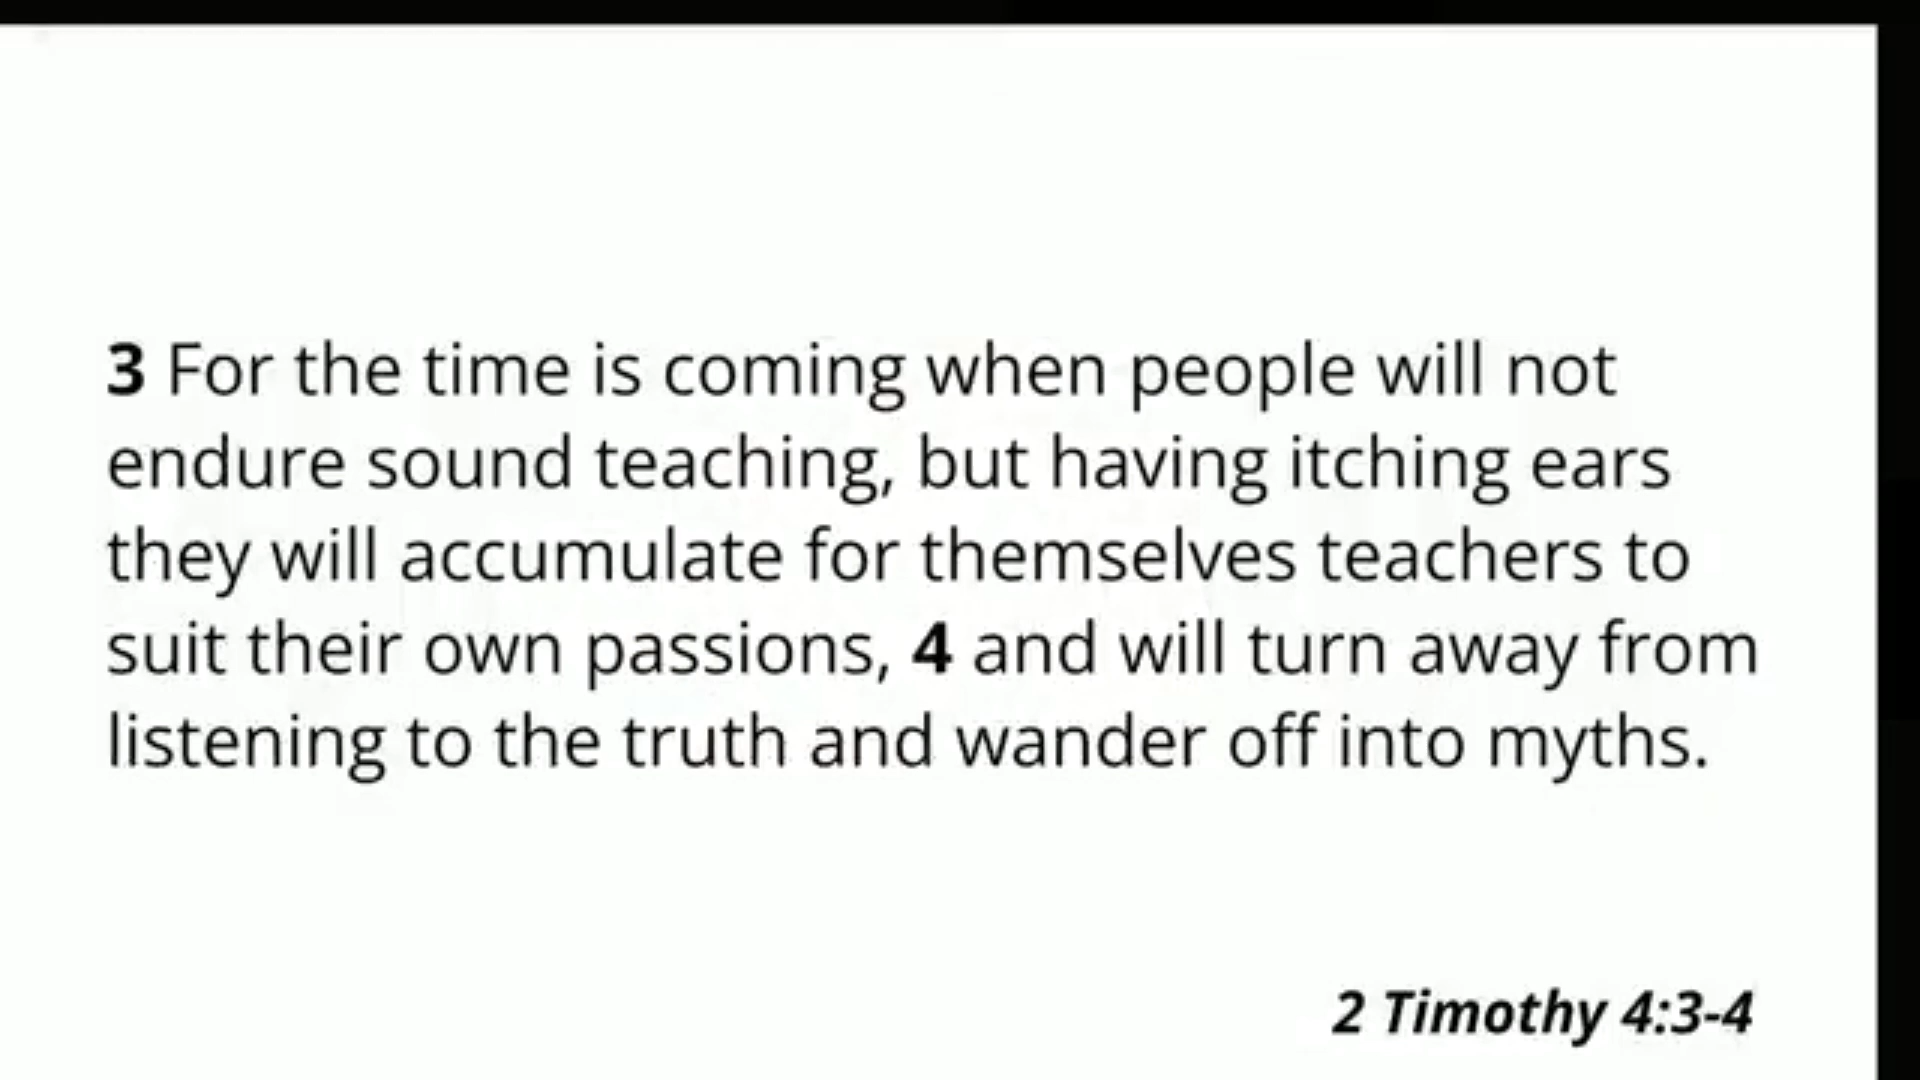 3 For the time is coming when people will not
endure sound teaching, but having itching ears
they will accumulate for themselves teachers to
suit their own passions, 4 and will turn away from
listening to the truth and wander off into myths.
2 Timothy 4:3-4